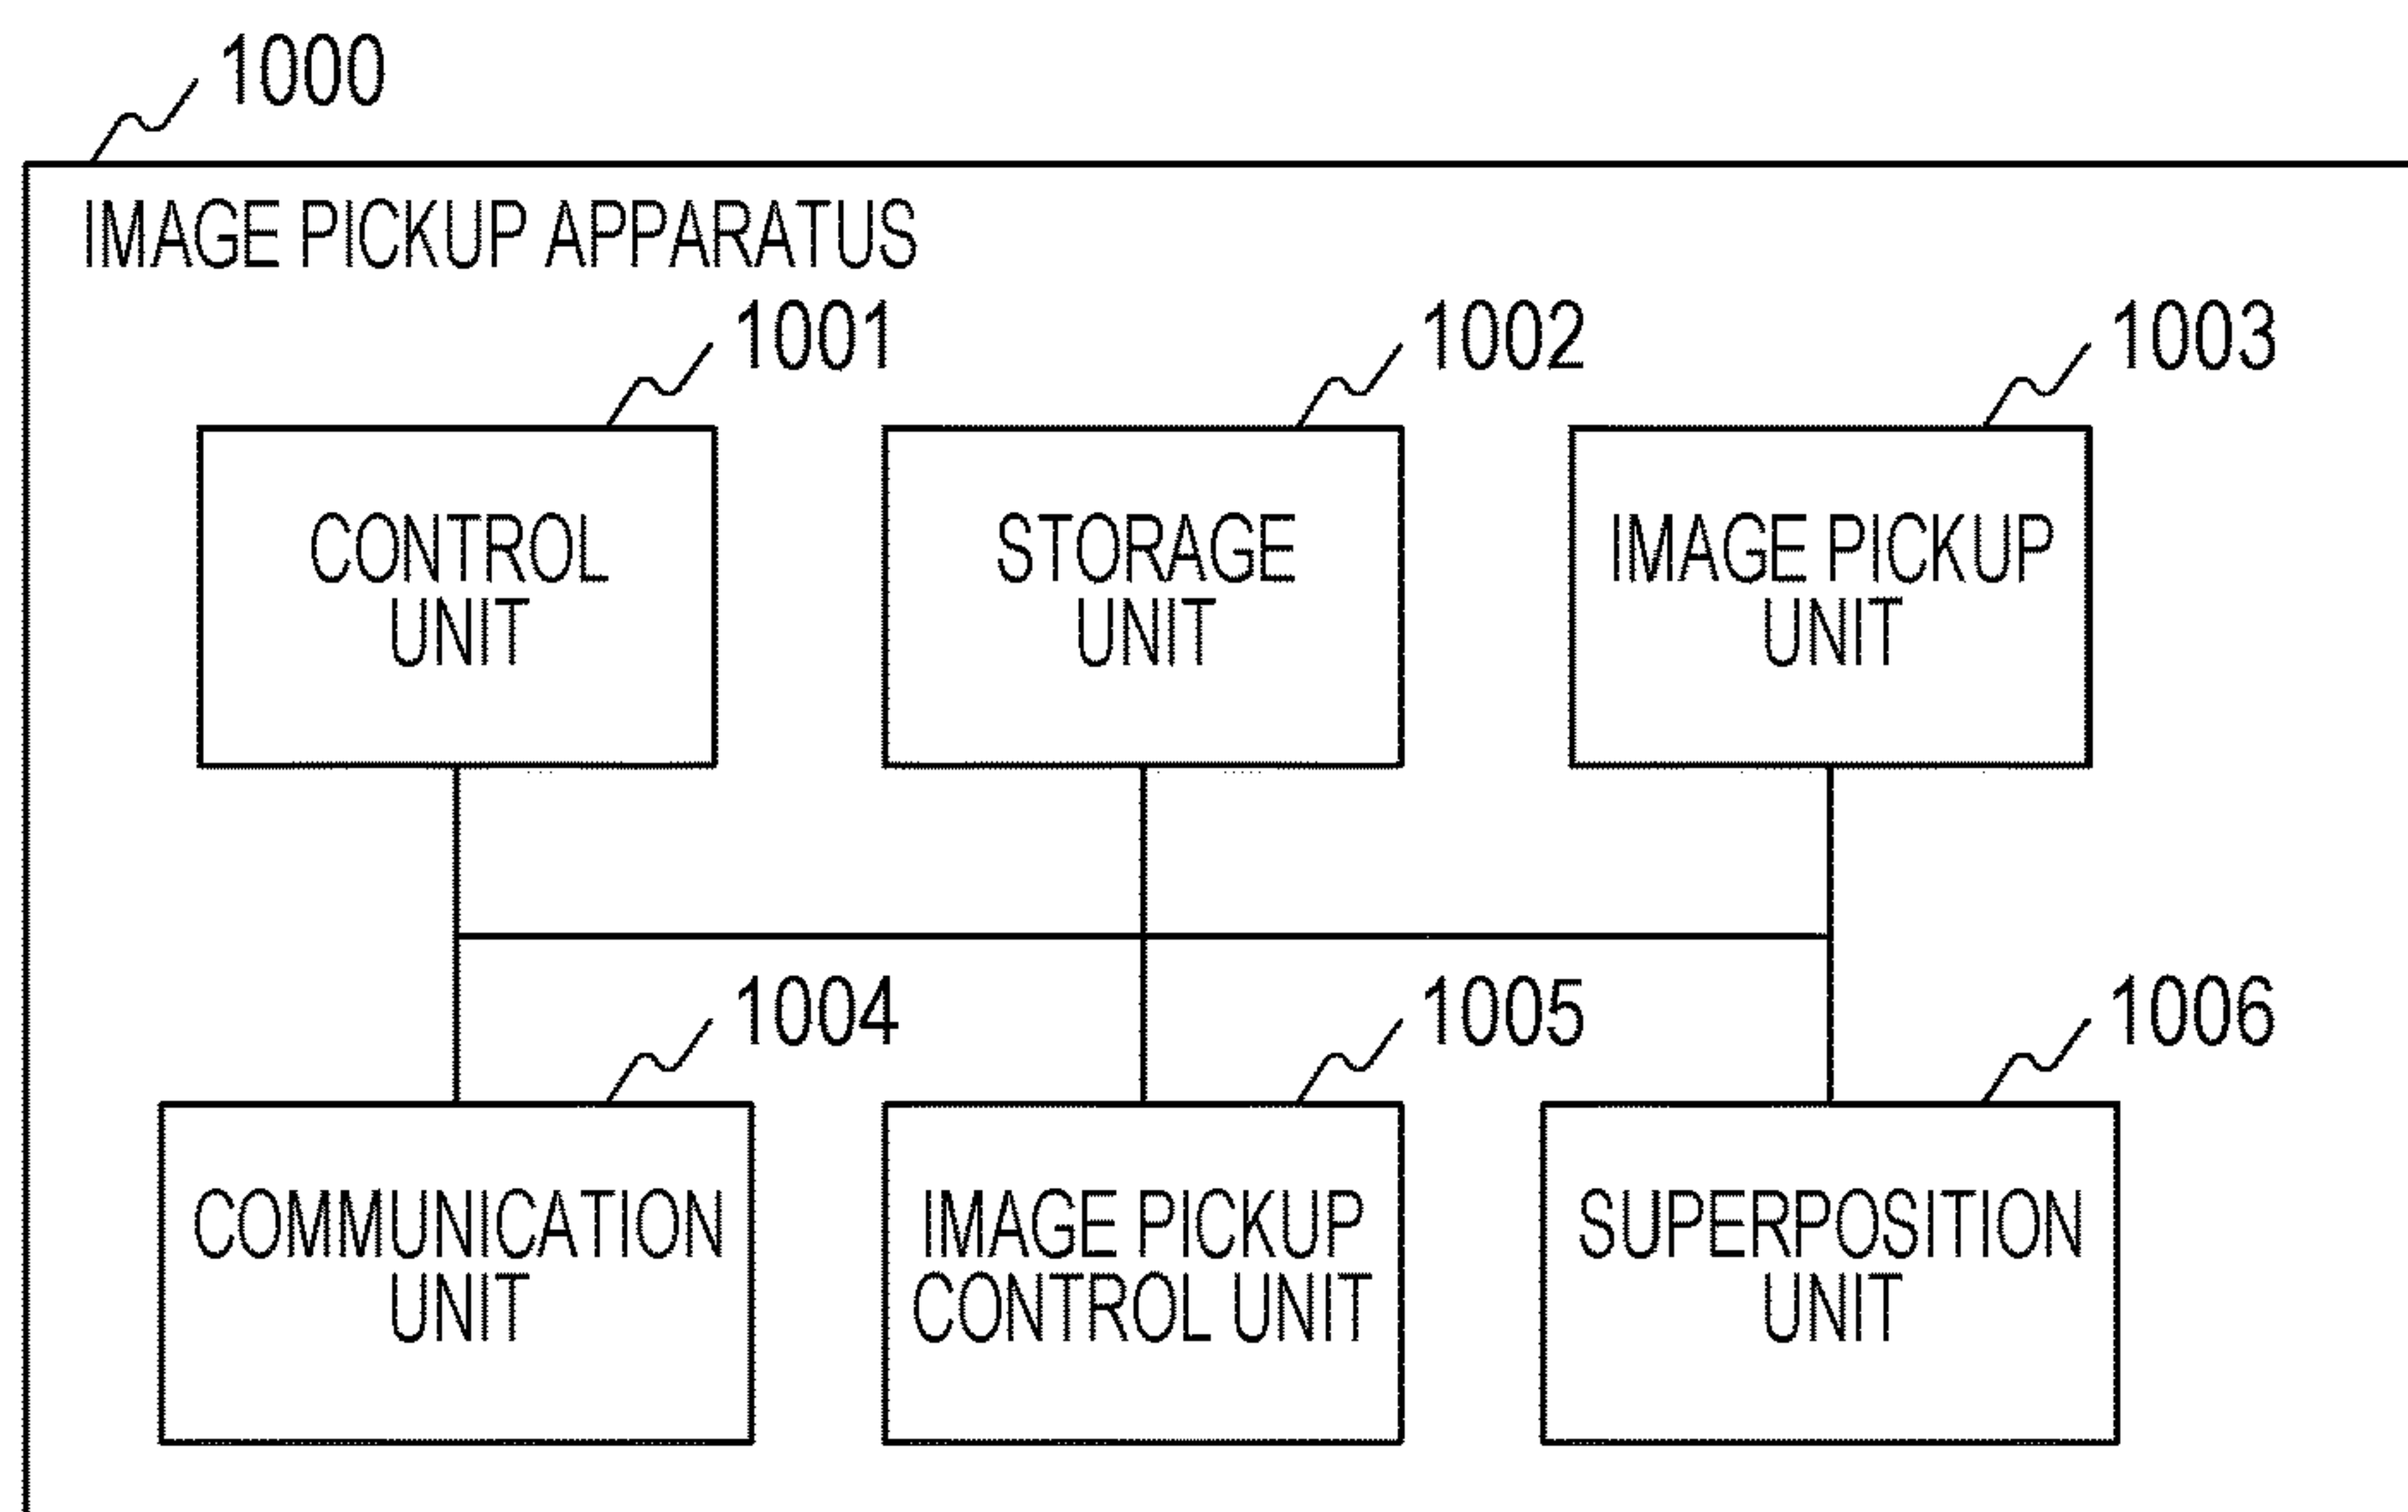 1000
IMAGE PICKUP APPARATUS
1001
1002
1003
CONTROL
UNIT
STORAGE
UNIT
IMAGE PICKUP
UNIT
1004
1005
1006
COMMUNICATION
UNIT
IMAGE PICKUP
CONTROL UNIT
SUPERPOSITION
UNIT